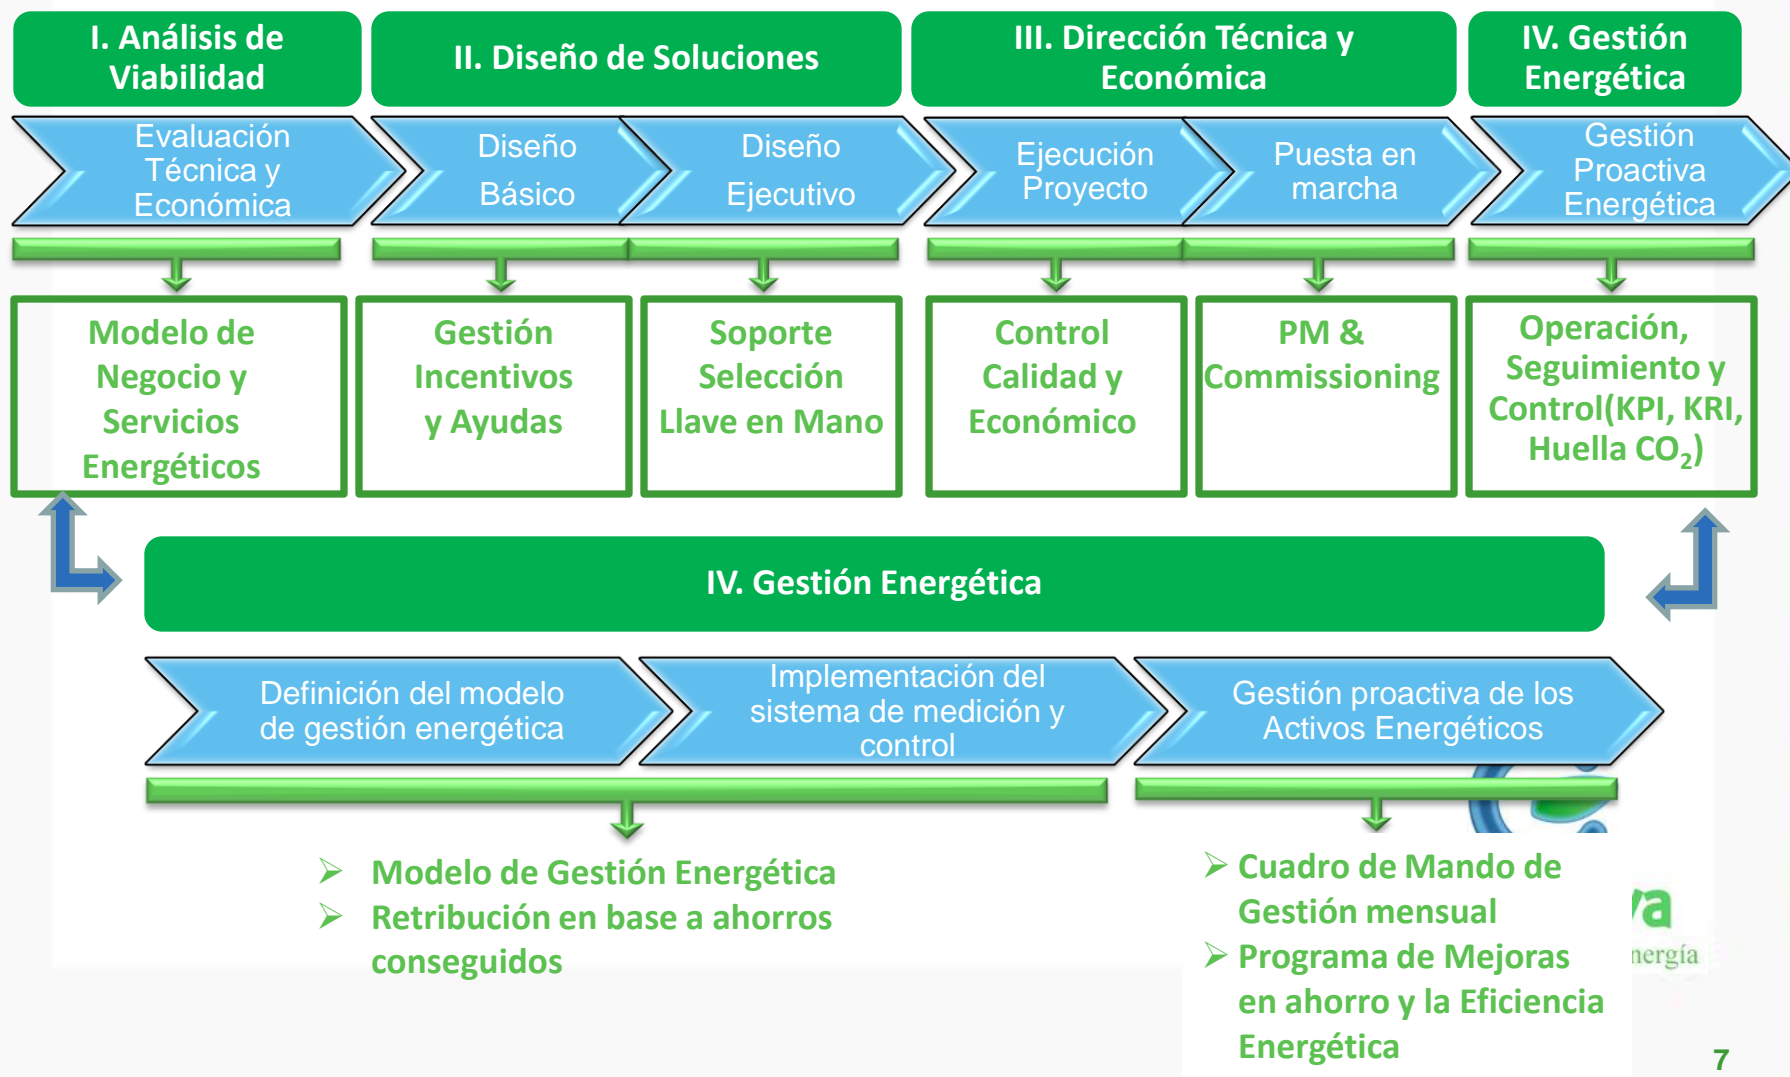 I. Análisis de
Viabilidad
II. Diseño de Soluciones
III. Dirección Técnica y
Económica
IV. Gestión
Energética
Evaluación
Técnica y
Económica
Diseño
Básico
Diseño
Ejecutivo
Ejecución
Proyecto
Puesta en
marcha
Gestión
Proactiva
Energética
Modelo de
Negocio y
Servicios
Energéticos
Gestión
Incentivos
y Ayudas
Soporte
Selección
Llave en Mano
Control
Calidad y
Económico
PM &
Commissioning
Operación,
Seguimiento y
Control(KPI, KRI,
Huella CO₂)
IV. Gestión Energética
Definición del modelo
de gestión energética
Implementación del
sistema de medición y
control
Gestión proactiva de los
Activos Energéticos
➢ Modelo de Gestión Energética
➢ Retribución en base a ahorros
conseguidos
➢ Cuadro de Mando de
Gestión mensual
➢ Programa de Mejoras
en ahorro y la Eficiencia
Energética
va
nergía
7